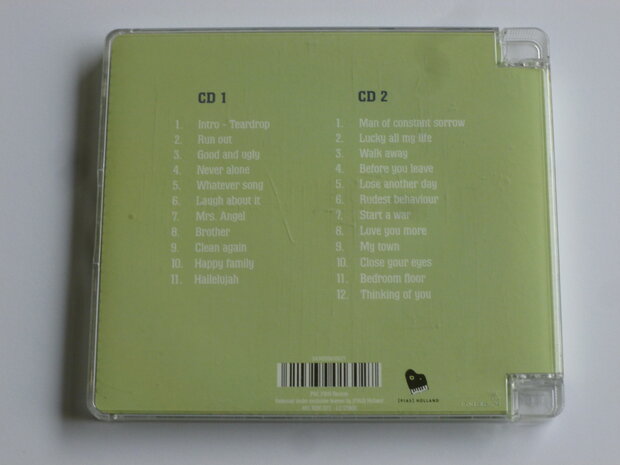 CD 1
1. Intro - Teardrop
2. Run out
3. Good and ugly
4. Never alone
5. Whatever song
6. Laugh about it
7. Mrs. Angel
8. Brother
9. Clean again
10. Happy family
11. Hallelujah
CD 2
1. Man of constant sorrow
2. Lucky all my life
3. Walk away
4. Before you leave
5. Lose another day
6. Rudest behaviour
7. Start a war
8. Love you more
9. My town
10. Close your eyes
11. Bedroom floor
12. Thinking of you
[PIAS] HOLLAND